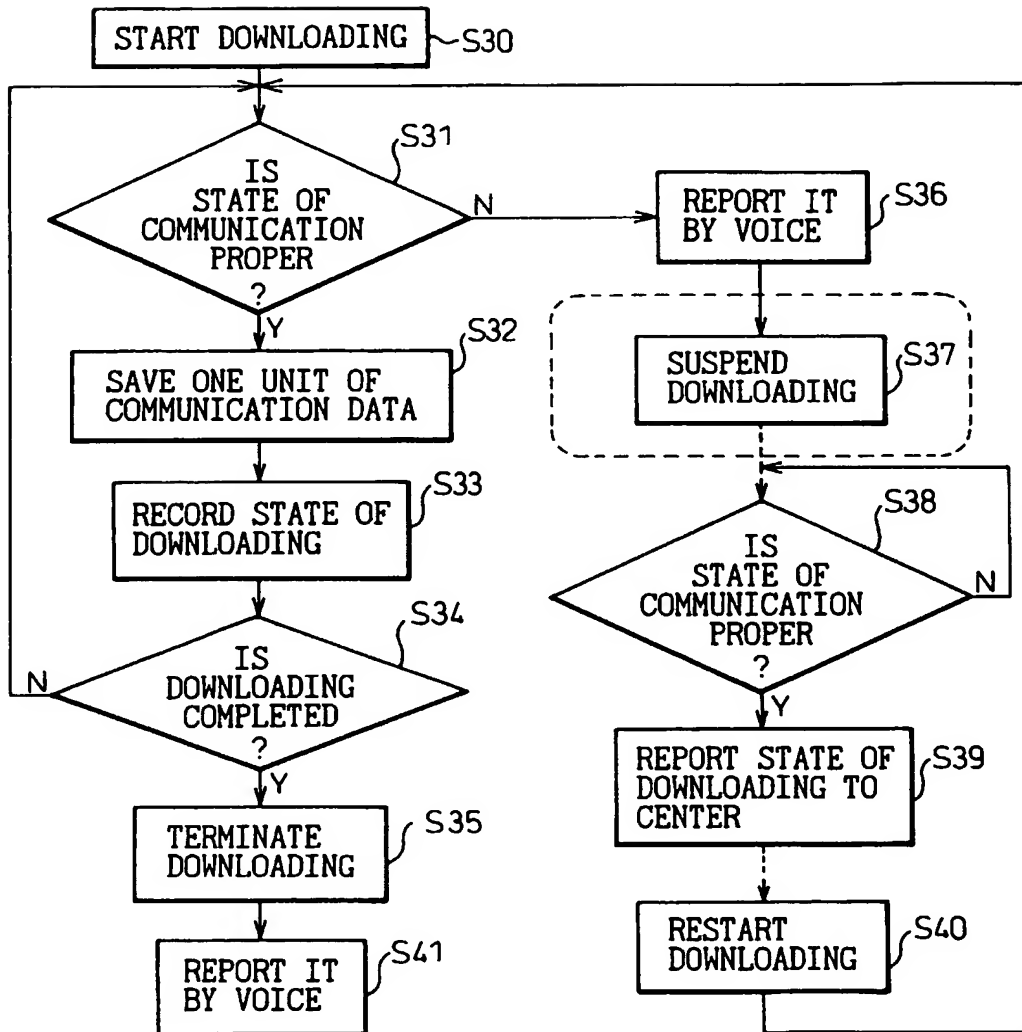 START DOWNLOADING
S30
S31
IS
STATE OF
COMMUNICATION
PROPER
?
N
Y
S32
SAVE ONE UNIT OF
COMMUNICATION DATA
S33
RECORD STATE OF
DOWNLOADING
S34
IS
DOWNLOADING
COMPLETED
?
N
Y
S35
TERMINATE
DOWNLOADING
S41
REPORT IT
BY VOICE
REPORT IT
BY VOICE
S36
SUSPEND
DOWNLOADING
S37
S38
IS
STATE OF
COMMUNICATION
PROPER
?
N
Y
REPORT STATE OF
DOWNLOADING TO
CENTER
S39
RESTART
DOWNLOADING
S40